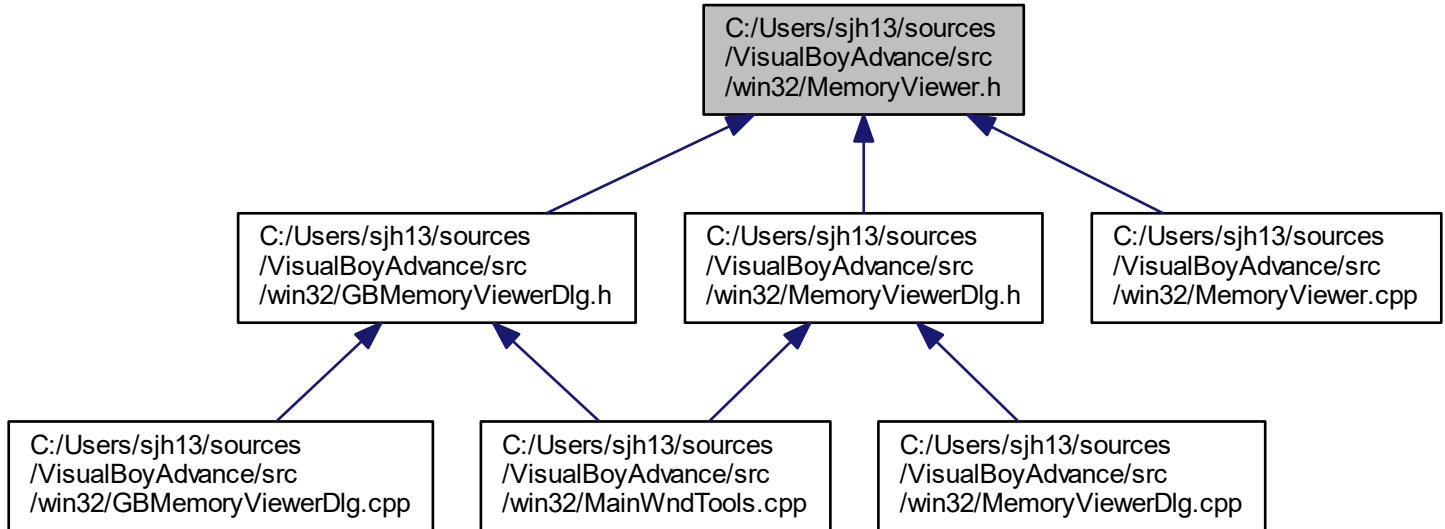 C:/Users/sjh13/sources
/VisualBoyAdvance/src
/win32/MemoryViewer.h
C:/Users/sjh13/sources
/VisualBoyAdvance/src
/win32/GBMemoryViewerDlg.h
C:/Users/sjh13/sources
/VisualBoyAdvance/src
/win32/MemoryViewerDlg.h
C:/Users/sjh13/sources
/VisualBoyAdvance/src
/win32/MemoryViewer.cpp
C:/Users/sjh13/sources
/VisualBoyAdvance/src
/win32/GBMemoryViewerDlg.cpp
C:/Users/sjh13/sources
/VisualBoyAdvance/src
/win32/MainWndTools.cpp
C:/Users/sjh13/sources
/VisualBoyAdvance/src
/win32/MemoryViewerDlg.cpp